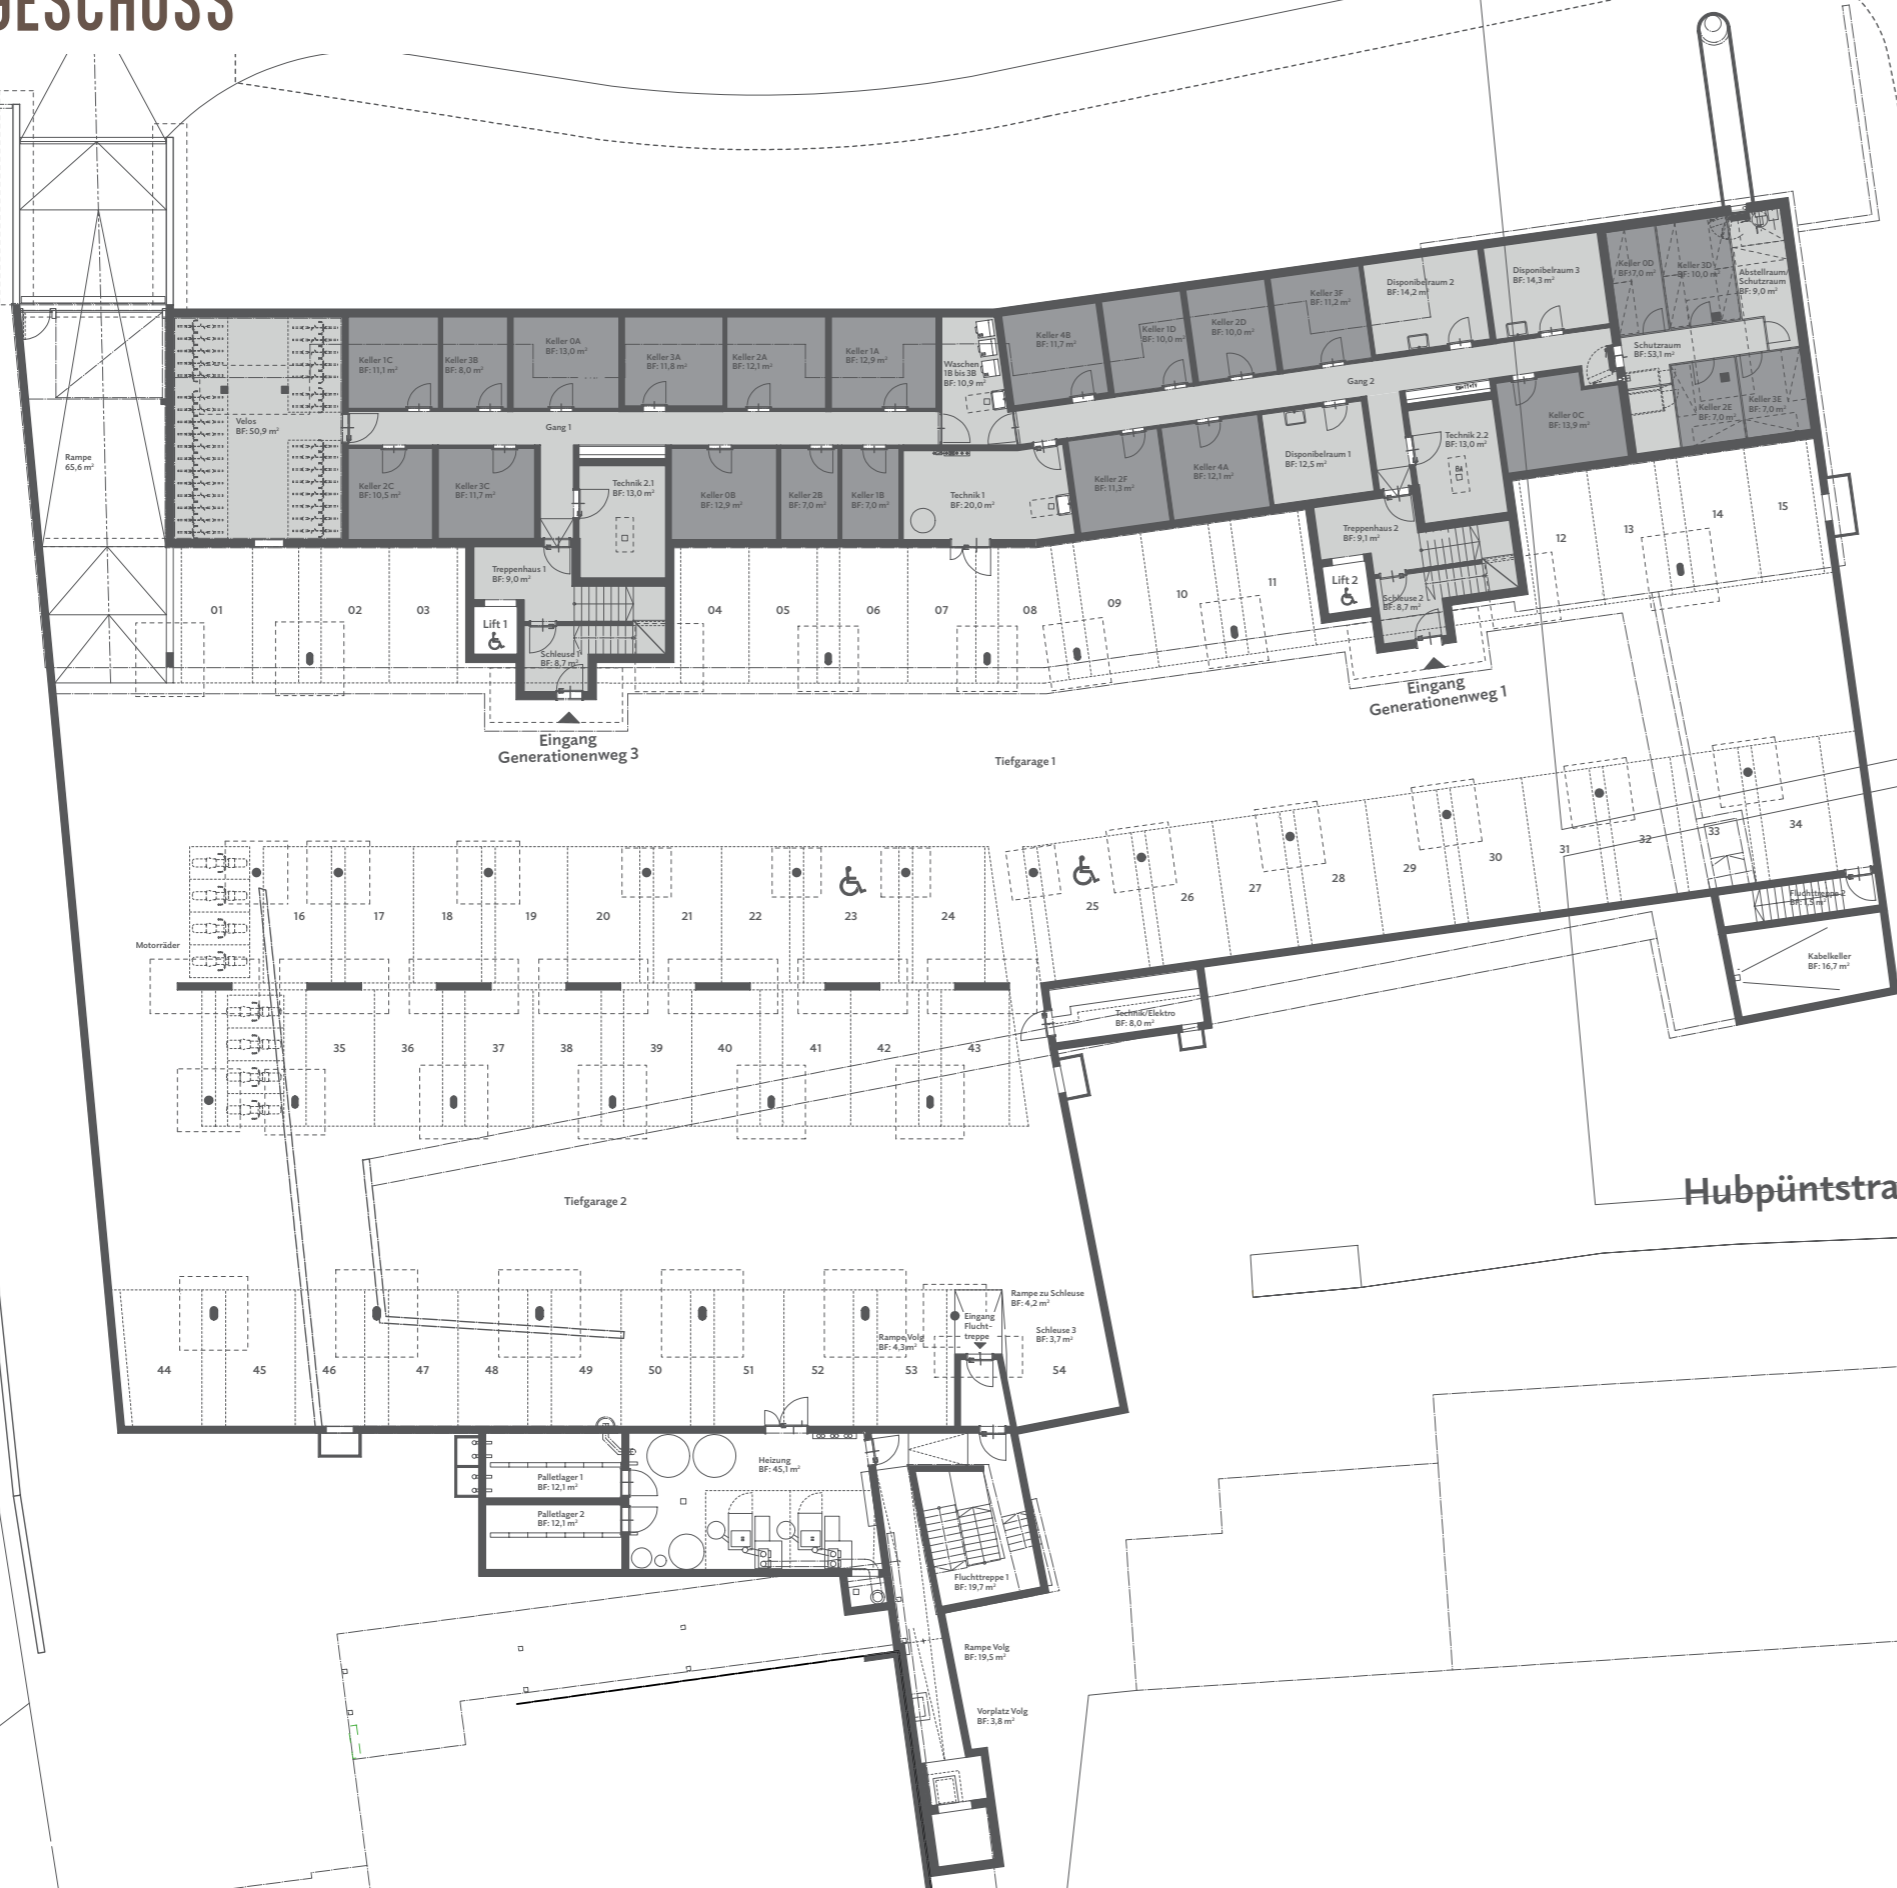 GESCHOSS
Rampe
65,6 m²
Velos
BF: 50,9 m²
Keller 1C
BF: 11,1 m²
Keller 3B
BF: 8,0 m²
Keller 0A
BF: 13,0 m²
Keller 3A
BF: 11,8 m²
Keller 2A
BF: 12,1 m²
Keller 1A
BF: 12,9 m²
Waschen
1B bis 3B
BF: 10,9 m²
Keller 4B
BF: 11,7 m²
Keller 1D
BF: 10,0 m²
Keller 2D
BF: 10,0 m²
Keller 3F
BF: 11,2 m²
Disponibelraum 2
BF: 14,2 m²
Disponibelraum 3
BF: 14,3 m²
Keller 0D
BF: 7,0 m²
Keller 3D
BF: 10,0 m²
Abstellraum/
Schutzraum
BF: 9,0 m²
Schutzraum
BF: 53,1 m²
Gang 1
Gang 2
Keller 2C
BF: 10,5 m²
Keller 3C
BF: 11,7 m²
Technik 2.1
BF: 13,0 m²
Keller 0B
BF: 12,9 m²
Keller 2B
BF: 7,0 m²
Keller 1B
BF: 7,0 m²
Technik 1
BF: 20,0 m²
Keller 2F
BF: 11,3 m²
Keller 4A
BF: 12,1 m²
Disponibelraum 1
BF: 12,5 m²
Technik 2.2
BF: 13,0 m²
Keller 0C
BF: 13,9 m²
Keller 2E
BF: 7,0 m²
Keller 3E
BF: 7,0 m²
Treppenhaus 1
BF: 9,0 m²
Lift 1
Schleuse 1
BF: 8,7 m²
Treppenhaus 2
BF: 9,1 m²
Lift 2
Schleuse 2
BF: 8,7 m²
01
02
03
04
05
06
07
08
09
10
11
12
13
14
15
Eingang
Generationenweg 3
Eingang
Generationenweg 1
Tiefgarage 1
Motorräder
16
17
18
19
20
21
22
23
24
25
26
27
28
29
30
31
32
33
34
Fluchttreppe 2
Kabelkeller
BF: 16,7 m²
Technik/Elektro
BF: 8,0 m²
35
36
37
38
39
40
41
42
43
Tiefgarage 2
Hubpüntstra
Rampe zu Schleuse
BF: 4,2 m²
Eingang
Flucht-
treppe
Schleuse 3
BF: 3,7 m²
Rampe Volg
BF: 4,3 m²
44
45
46
47
48
49
50
51
52
53
54
Palletlager 1
BF: 12,1 m²
Palletlager 2
BF: 12,1 m²
Heizung
BF: 45,1 m²
Fluchttreppe 1
BF: 19,7 m²
Rampe Volg
BF: 19,5 m²
Vorplatz Volg
BF: 3,8 m²